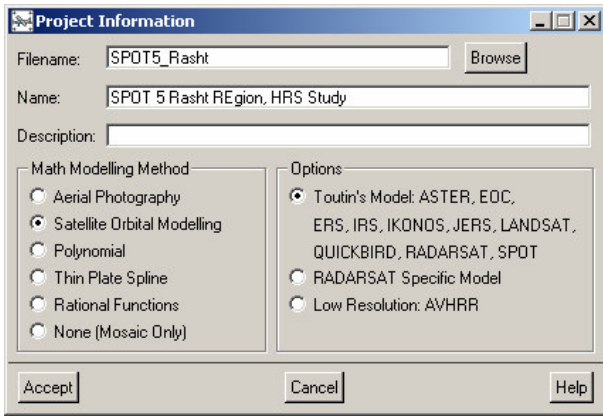 Project Information
Filename: SPOT5_Rasht Browse
Name: SPOT 5 Rasht REgion, HRS Study
Description:
Math Modelling Method
Aerial Photography
Satellite Orbital Modelling
Polynomial
Thin Plate Spline
Rational Functions
None (Mosaic Only)
Options
Toutin's Model: ASTER, EOC,
ERS, IRS, IKONOS, JERS, LANDSAT,
QUICKBIRD, RADARSAT, SPOT
RADARSAT Specific Model
Low Resolution: AVHRR
Accept Cancel Help